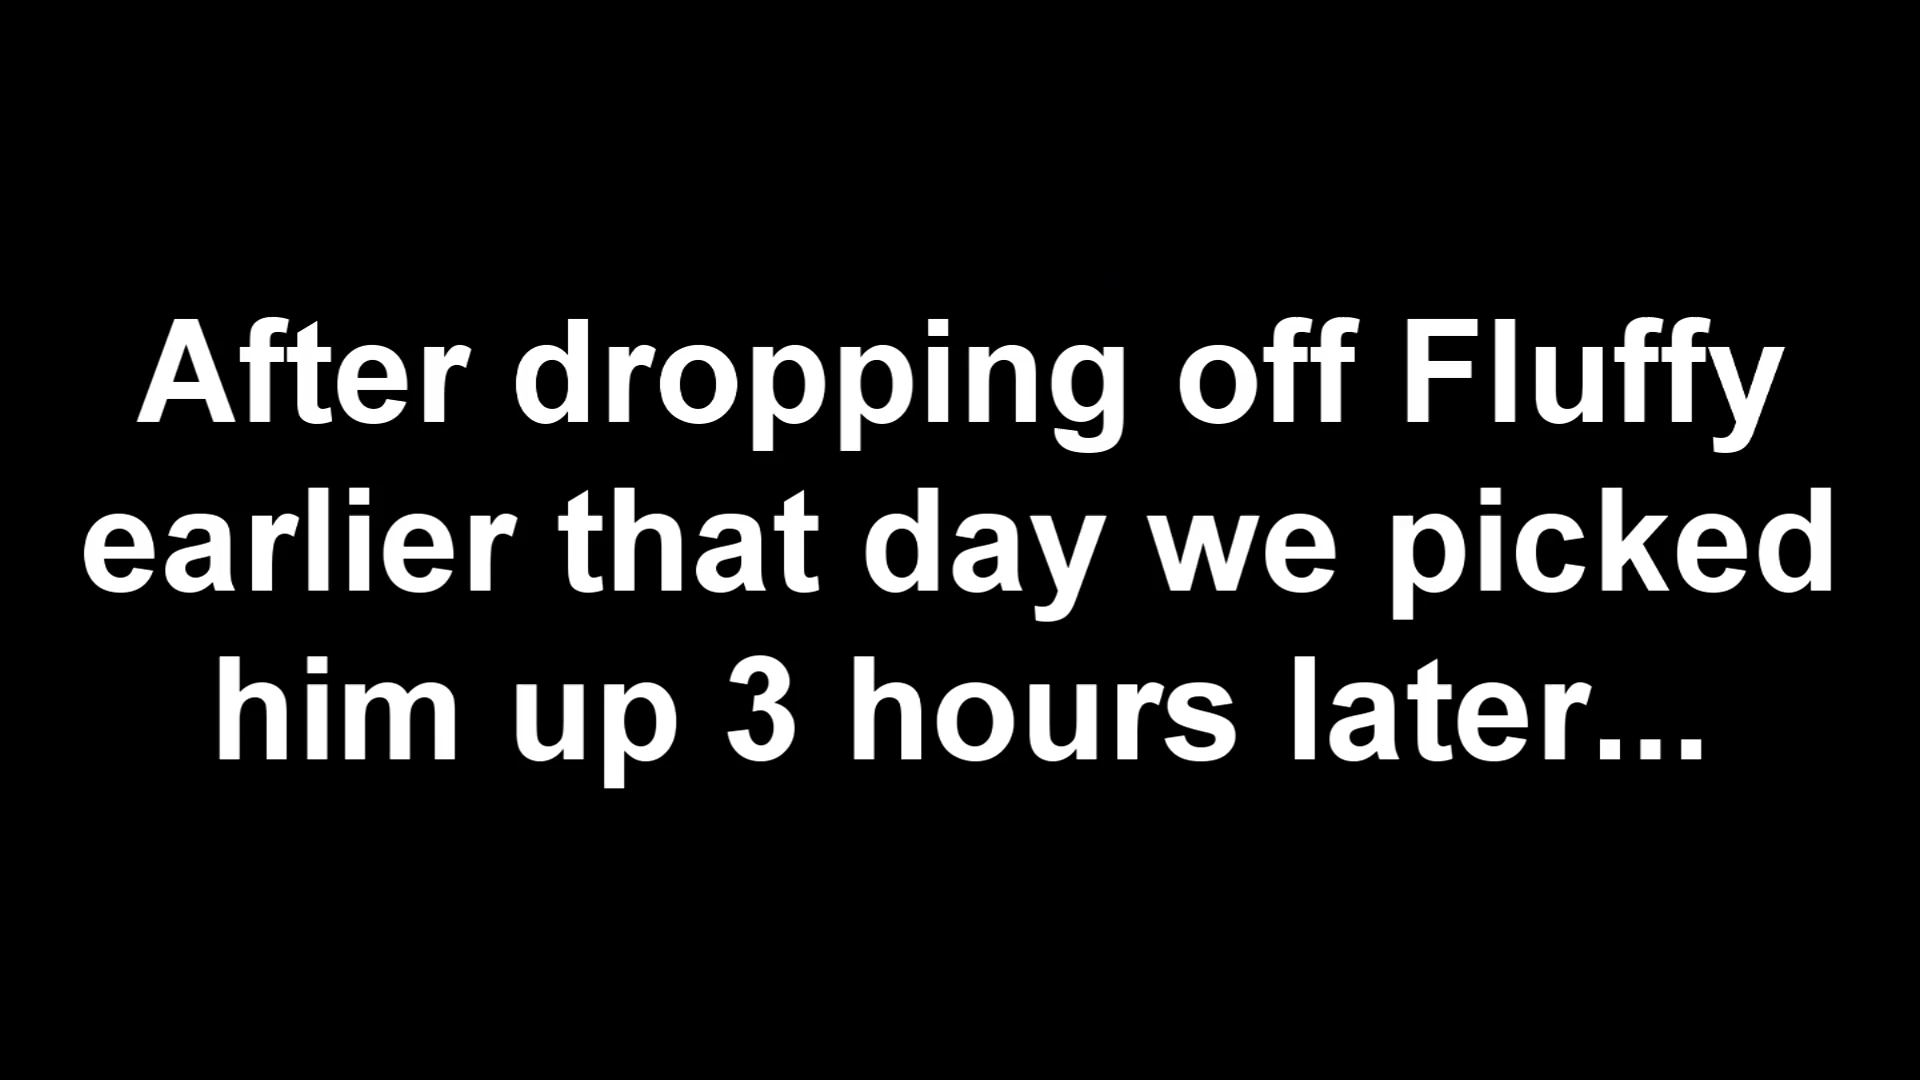 After dropping off Fluffy
earlier that day we picked
him up 3 hours later...